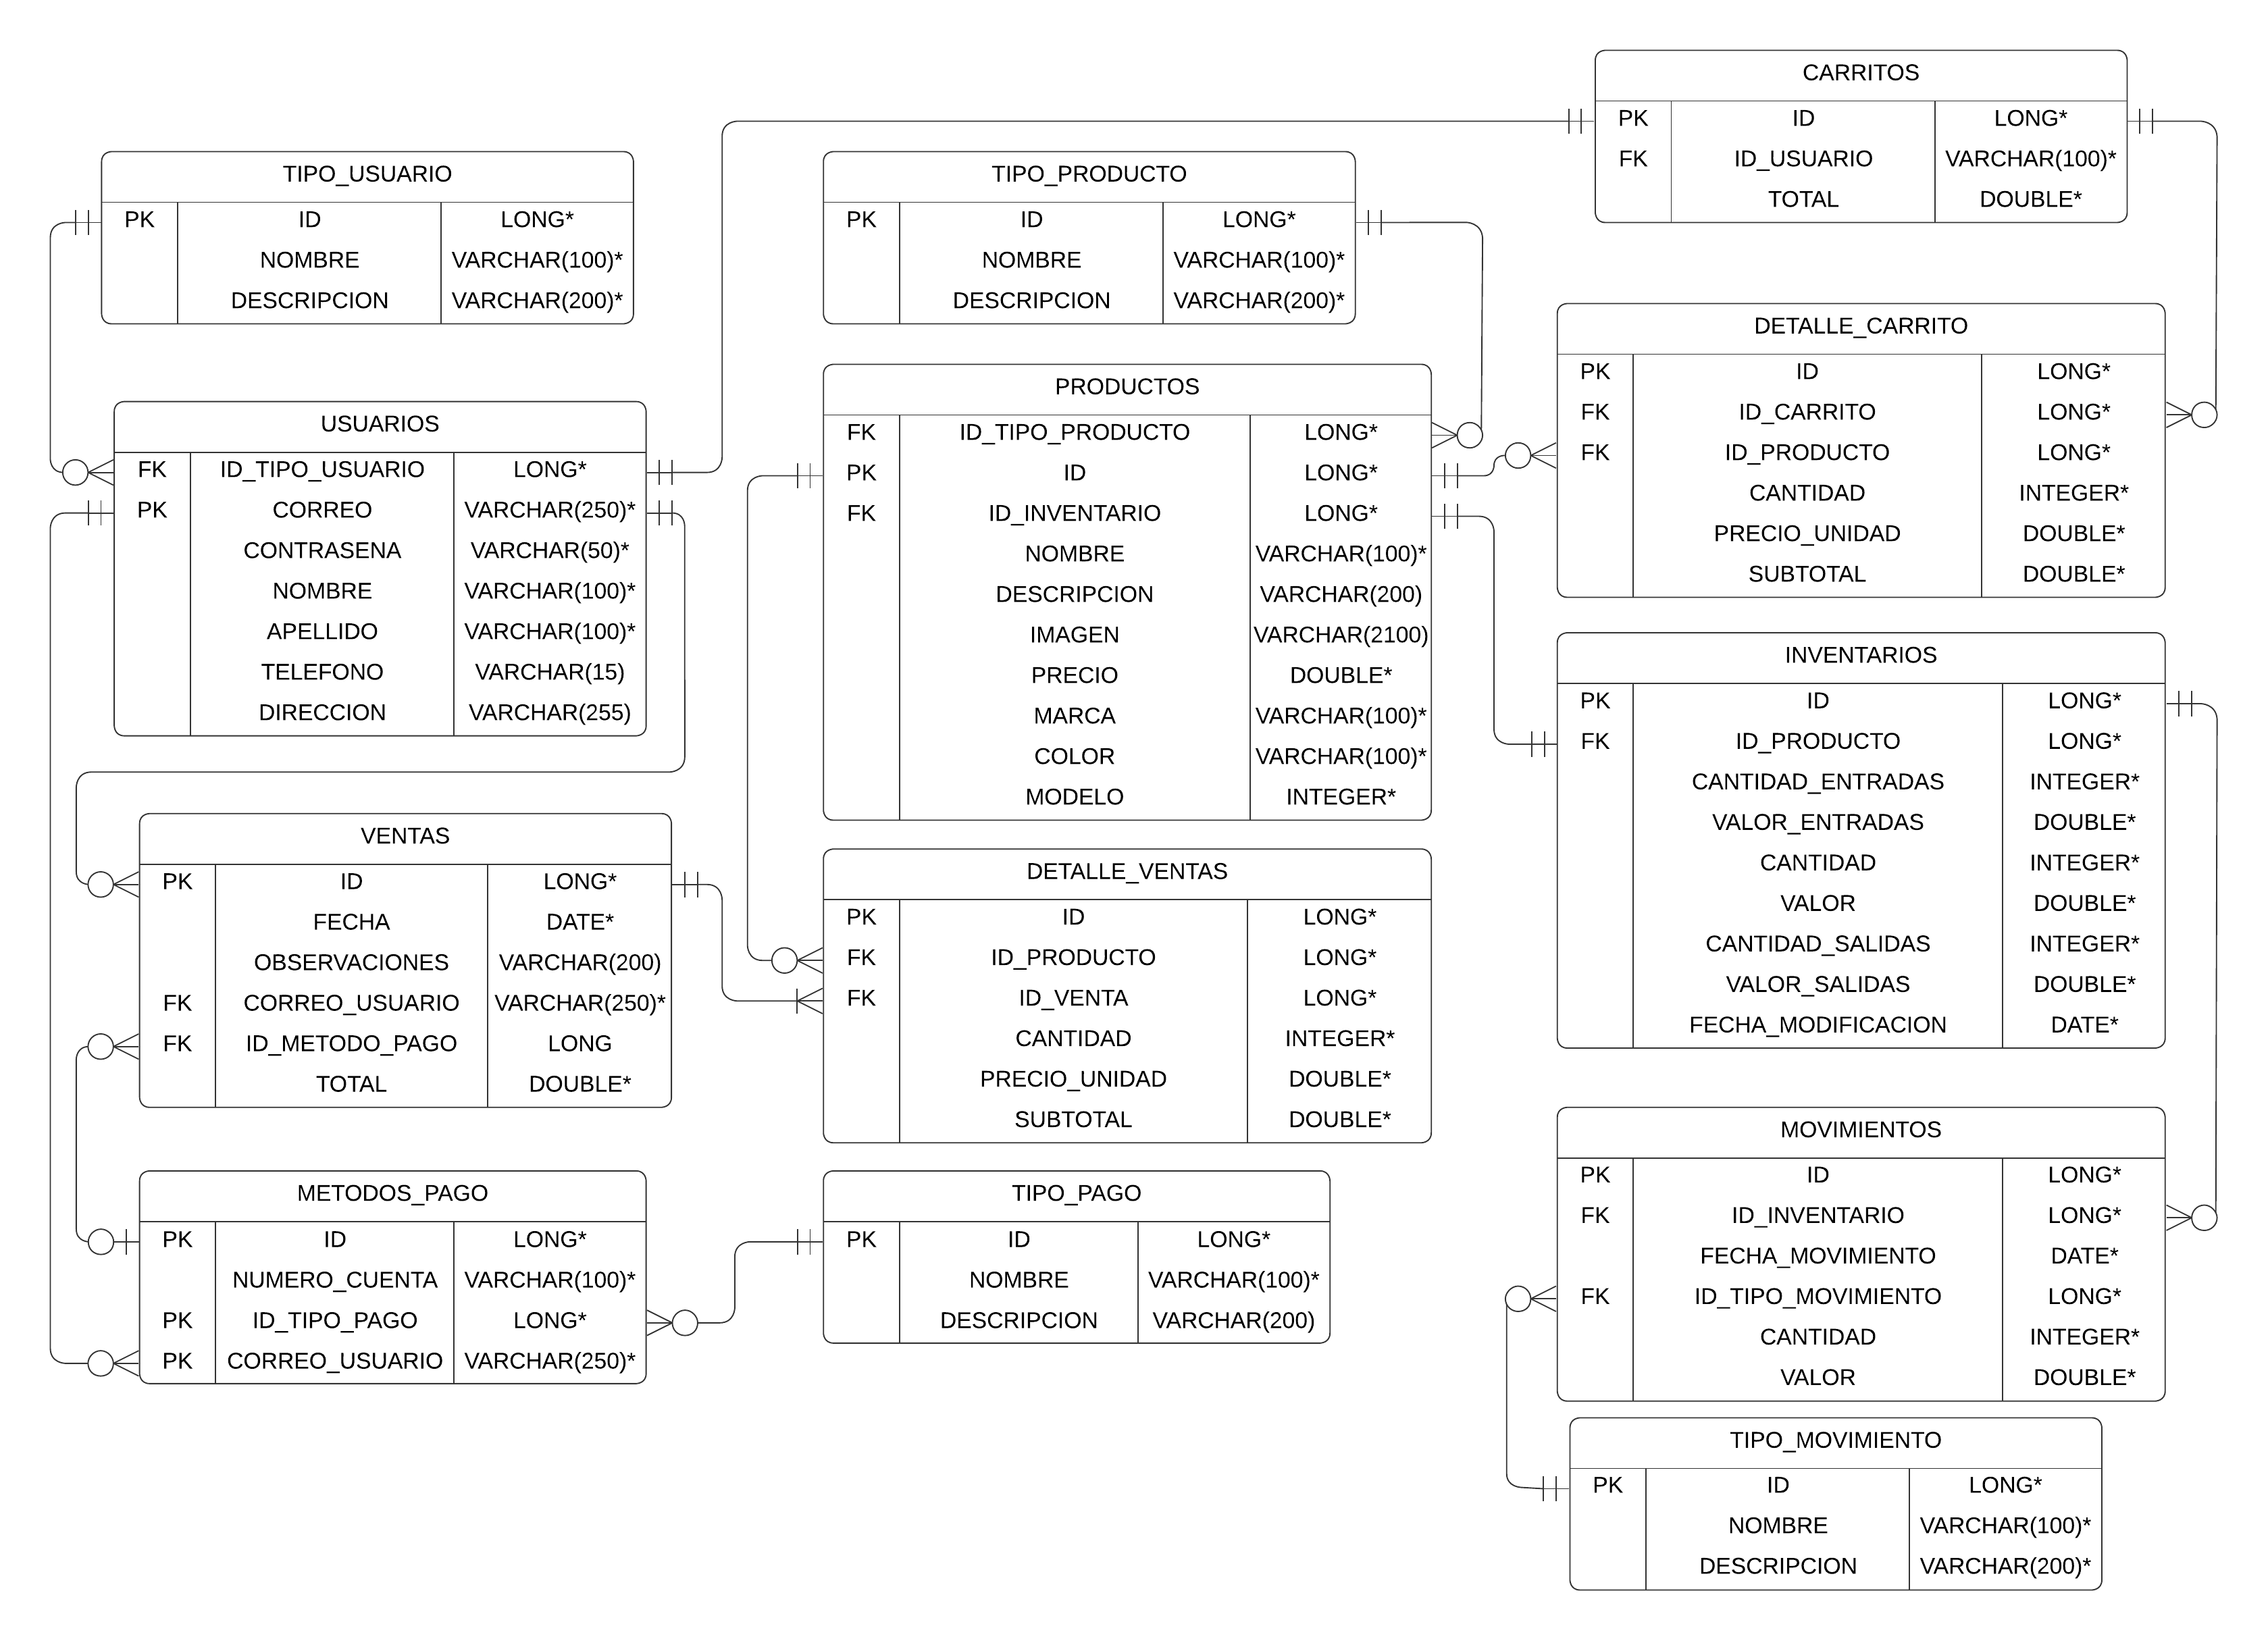 CARRITOS
PK ID LONG*
FK ID_USUARIO VARCHAR(100)*
TOTAL DOUBLE*
TIPO_USUARIO
PK ID LONG*
NOMBRE VARCHAR(100)*
DESCRIPCION VARCHAR(200)*
TIPO_PRODUCTO
PK ID LONG*
NOMBRE VARCHAR(100)*
DESCRIPCION VARCHAR(200)*
DETALLE_CARRITO
PK ID LONG*
FK ID_CARRITO LONG*
FK ID_PRODUCTO LONG*
CANTIDAD INTEGER*
PRECIO_UNIDAD DOUBLE*
SUBTOTAL DOUBLE*
USUARIOS
FK ID_TIPO_USUARIO LONG*
PK CORREO VARCHAR(250)*
CONTRASENA VARCHAR(50)*
NOMBRE VARCHAR(100)*
APELLIDO VARCHAR(100)*
TELEFONO VARCHAR(15)
DIRECCION VARCHAR(255)
PRODUCTOS
FK ID_TIPO_PRODUCTO LONG*
PK ID LONG*
FK ID_INVENTARIO LONG*
NOMBRE VARCHAR(100)*
DESCRIPCION VARCHAR(200)
IMAGEN VARCHAR(2100)
PRECIO DOUBLE*
MARCA VARCHAR(100)*
COLOR VARCHAR(100)*
MODELO INTEGER*
INVENTARIOS
PK ID LONG*
FK ID_PRODUCTO LONG*
CANTIDAD_ENTRADAS INTEGER*
VALOR_ENTRADAS DOUBLE*
CANTIDAD INTEGER*
VALOR DOUBLE*
CANTIDAD_SALIDAS INTEGER*
VALOR_SALIDAS DOUBLE*
FECHA_MODIFICACION DATE*
VENTAS
PK ID LONG*
FECHA DATE*
OBSERVACIONES VARCHAR(200)
FK CORREO_USUARIO VARCHAR(250)*
FK ID_METODO_PAGO LONG
TOTAL DOUBLE*
DETALLE_VENTAS
PK ID LONG*
FK ID_PRODUCTO LONG*
FK ID_VENTA LONG*
CANTIDAD INTEGER*
PRECIO_UNIDAD DOUBLE*
SUBTOTAL DOUBLE*
MOVIMIENTOS
PK ID LONG*
FK ID_INVENTARIO LONG*
FECHA_MOVIMIENTO DATE*
FK ID_TIPO_MOVIMIENTO LONG*
CANTIDAD INTEGER*
VALOR DOUBLE*
METODOS_PAGO
PK ID LONG*
NUMERO_CUENTA VARCHAR(100)*
PK ID_TIPO_PAGO LONG*
PK CORREO_USUARIO VARCHAR(250)*
TIPO_PAGO
PK ID LONG*
NOMBRE VARCHAR(100)*
DESCRIPCION VARCHAR(200)
TIPO_MOVIMIENTO
PK ID LONG*
NOMBRE VARCHAR(100)*
DESCRIPCION VARCHAR(200)*